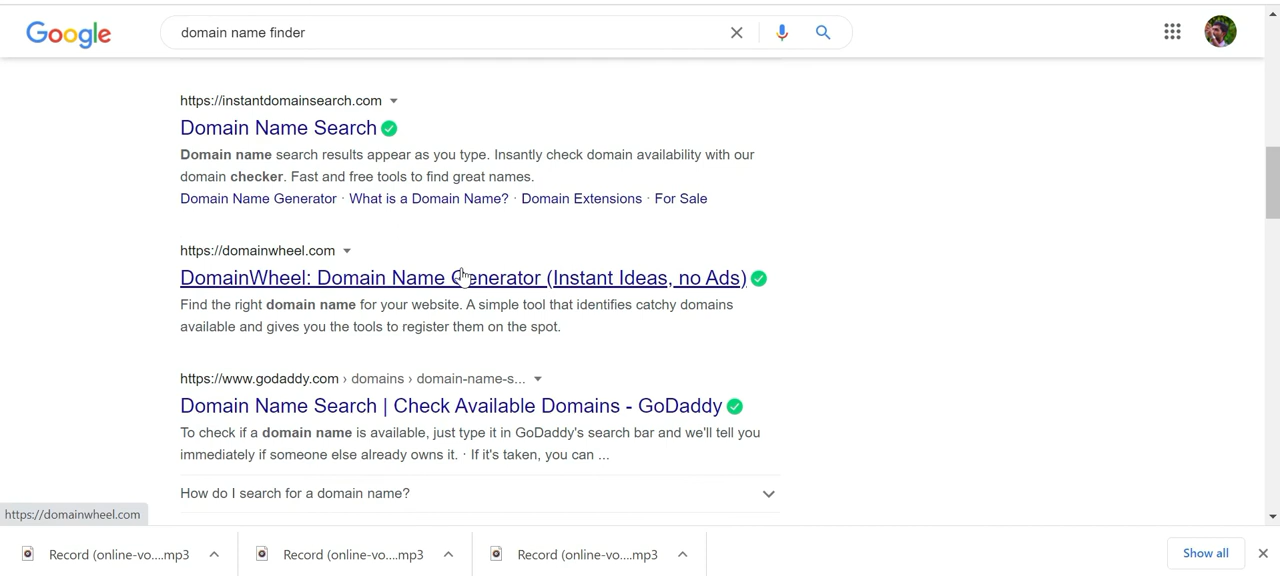 Google
domain name finder
https://instantdomainsearch.com
Domain Name Search
Domain name search results appear as you type. Insantly check domain availability with our
domain checker. Fast and free tools to find great names.
Domain Name Generator · What is a Domain Name? · Domain Extensions · For Sale
https://domainwheel.com
DomainWheel: Domain Name Generator (Instant Ideas, no Ads)
Find the right domain name for your website. A simple tool that identifies catchy domains
available and gives you the tools to register them on the spot.
https://www.godaddy.com › domains › domain-name-s...
Domain Name Search | Check Available Domains - GoDaddy
To check if a domain name is available, just type it in GoDaddy's search bar and we'll tell you
immediately if someone else already owns it. · If it's taken, you can ...
How do I search for a domain name?
https://domainwheel.com
Record (online-vo....mp3
Record (online-vo....mp3
Record (online-vo....mp3
Show all